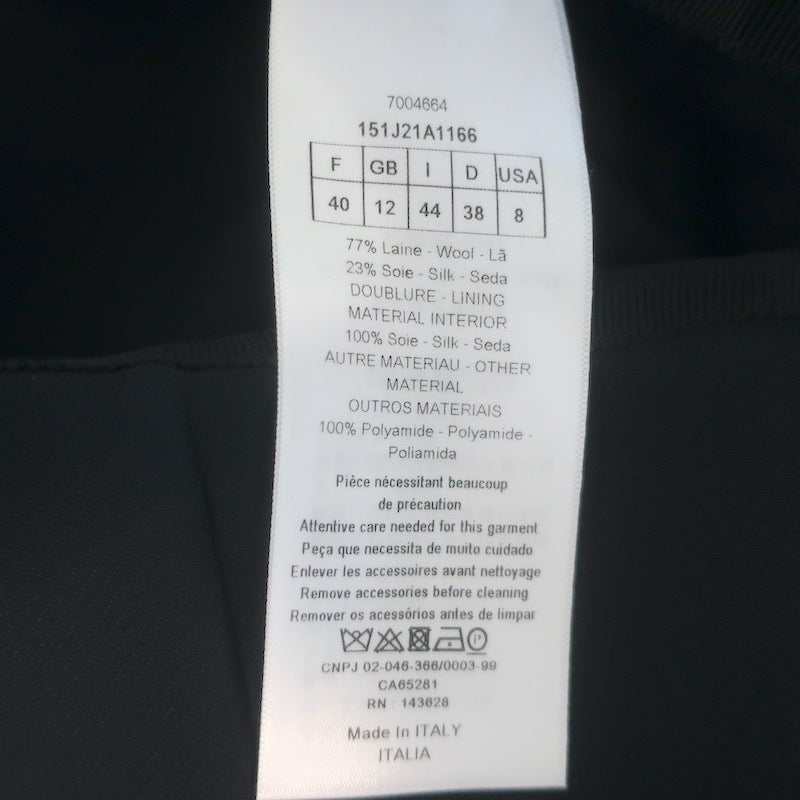 7004664
151J21A1166
F GB I D USA
40 12 44 38 8
77% Laine - Wool - Lã
23% Soie - Silk - Seda
DOUBLURE - LINING
MATERIAL INTERIOR
100% Soie - Silk - Seda
AUTRE MATERIAU - OTHER
MATERIAL
OUTROS MATERIAIS
100% Polyamide - Polyamide -
Poliamida
Pièce nécessitant beaucoup
de précaution
Attentive care needed for this garment
Peça que necessita de muito cuidado
Enlever les accessoires avant nettoyage
Remove accessories before cleaning
Remover os acessórios antes de limpar
P
CNPJ 02-046-366/0003-99
CA65281
RN : 143628
Made In ITALY
ITALIA